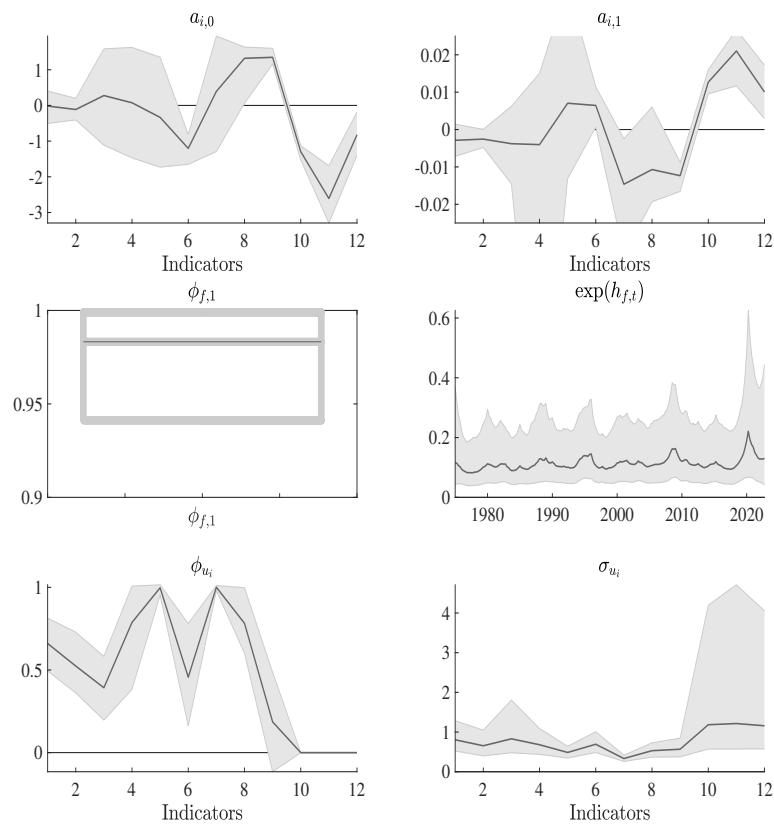 a_{i,0}
1
0
-1
-2
-3
2 4 6 8 10 12
Indicators
a_{i,1}
0.02
0.01
0
-0.01
-0.02
2 4 6 8 10 12
Indicators
ϕ_{f,1}
1
0.95
0.9
ϕ_{f,1}
exp(h_{f,t})
0.6
0.4
0.2
0
1980 1990 2000 2010 2020
ϕ_{u_i}
1
0.5
0
2 4 6 8 10 12
Indicators
σ_{u_i}
4
3
2
1
0
2 4 6 8 10 12
Indicators